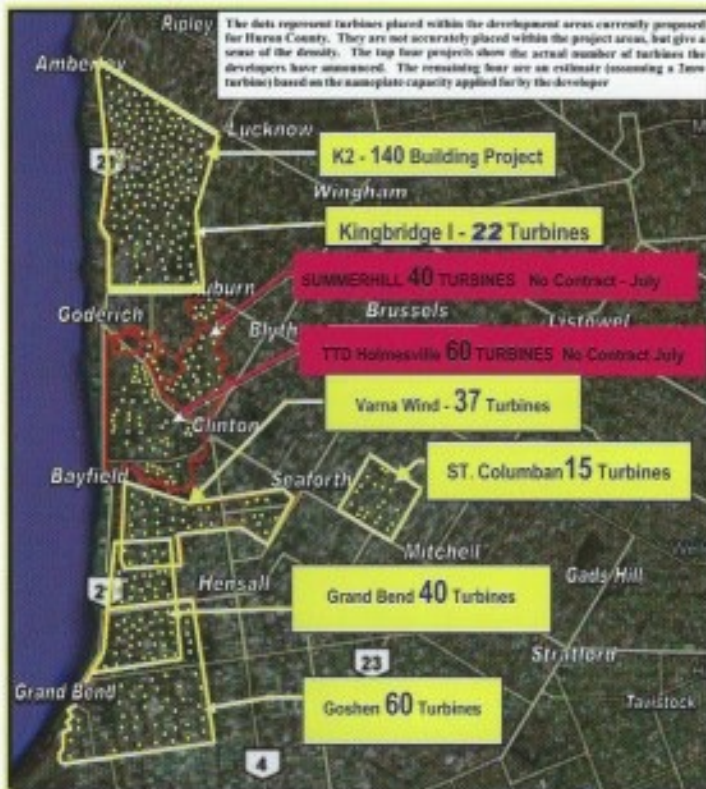 The dots represent turbines placed within the development areas currently proposed
for Huron County. They are not accurately placed within the project areas, but give a
sense of the density. The top four projects show the actual number of turbines the
developers have announced. The remaining four are an estimate (assuming a 2mw
turbine) based on the nameplate capacity applied for by the developer
Ripley
Amberley
Lucknow
21
K2 - 140 Building Project
Wingham
Kingbridge I - 22 Turbines
SUMMERHILL 40 TURBINES No Contract - July
Goderich
Blyth
Brussels
Listowel
TTD Holmesville 60 TURBINES No Contract July
Varna Wind - 37 Turbines
Clinton
Bayfield
Seaforth
ST. Columban 15 Turbines
Mitchell
Hensall
Gads Hill
Grand Bend 40 Turbines
23
Stratford
Grand Bend
Tavistock
Goshen 60 Turbines
4